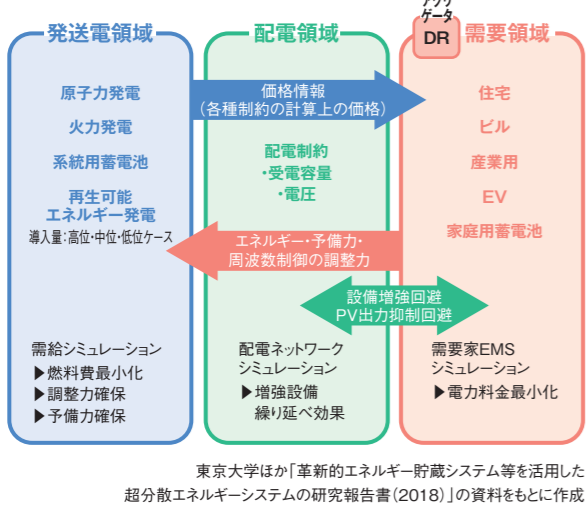 アグリ
ゲータ
DR
発送電領域
配電領域
需要領域
原子力発電
火力発電
系統用蓄電池
再生可能
エネルギー発電
導入量:高位・中位・低位ケース
価格情報
(各種制約の計算上の価格)
配電制約
・受電容量
・電圧
住宅
ビル
産業用
EV
家庭用蓄電池
エネルギー・予備力・
周波数制御の調整力
設備増強回避
PV出力抑制回避
需給シミュレーション
▶燃料費最小化
▶調整力確保
▶予備力確保
配電ネットワーク
シミュレーション
▶増強設備
繰り延べ効果
需要家EMS
シミュレーション
▶電力料金最小化
東京大学ほか「革新的エネルギー貯蔵システム等を活用した
超分散エネルギーシステムの研究報告書(2018)」の資料をもとに作成